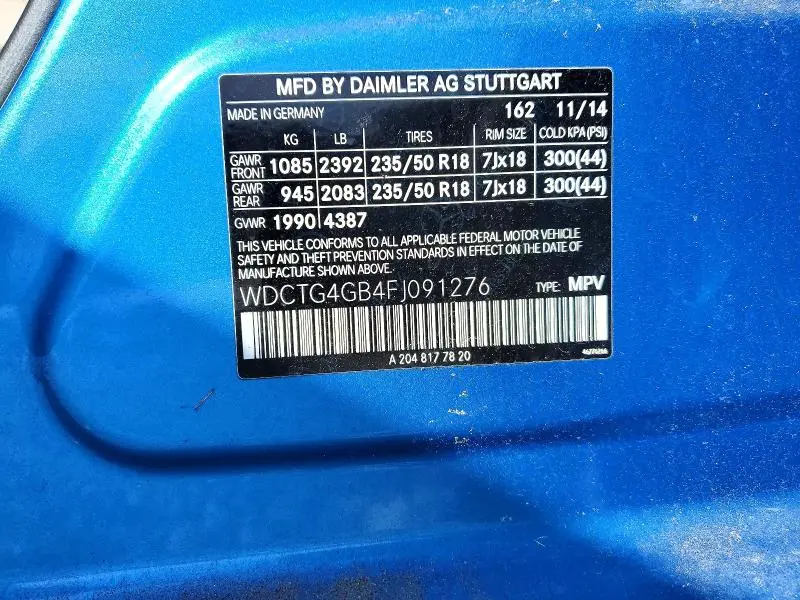 MFD BY DAIMLER AG STUTTGART
MADE IN GERMANY 162 11/14
KG LB TIRES RIM SIZE COLD KPA (PSI)
GAWR FRONT 1085 2392 235/50 R18 7Jx18 300(44)
GAWR REAR 945 2083 235/50 R18 7Jx18 300(44)
GVWR 1990 4387
THIS VEHICLE CONFORMS TO ALL APPLICABLE FEDERAL MOTOR VEHICLE
SAFETY AND THEFT PREVENTION STANDARDS IN EFFECT ON THE DATE OF
MANUFACTURE SHOWN ABOVE.
WDCTG4GB4FJ091276 TYPE: MPV
A 204 817 78 20